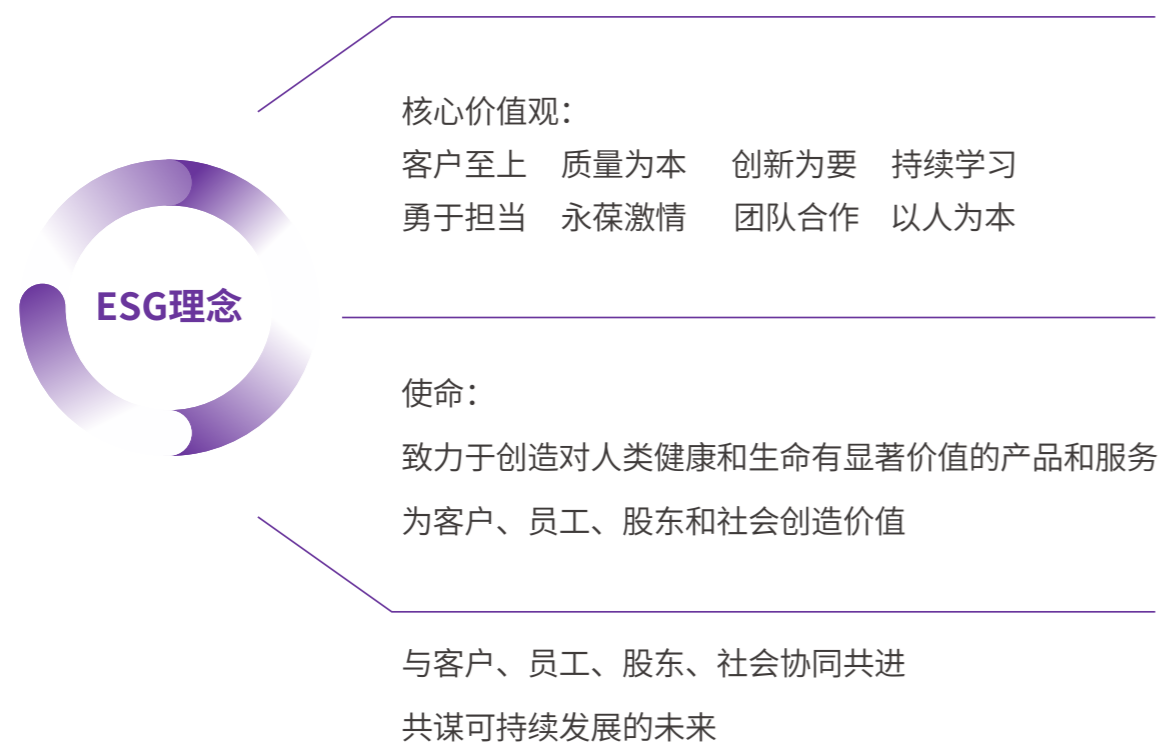 核心价值观：
客户至上 质量为本 创新为要 持续学习
勇于担当 永葆激情 团队合作 以人为本
ESG理念
使命：
致力于创造对人类健康和生命有显著价值的产品和服务
为客户、员工、股东和社会创造价值
与客户、员工、股东、社会协同共进
共谋可持续发展的未来